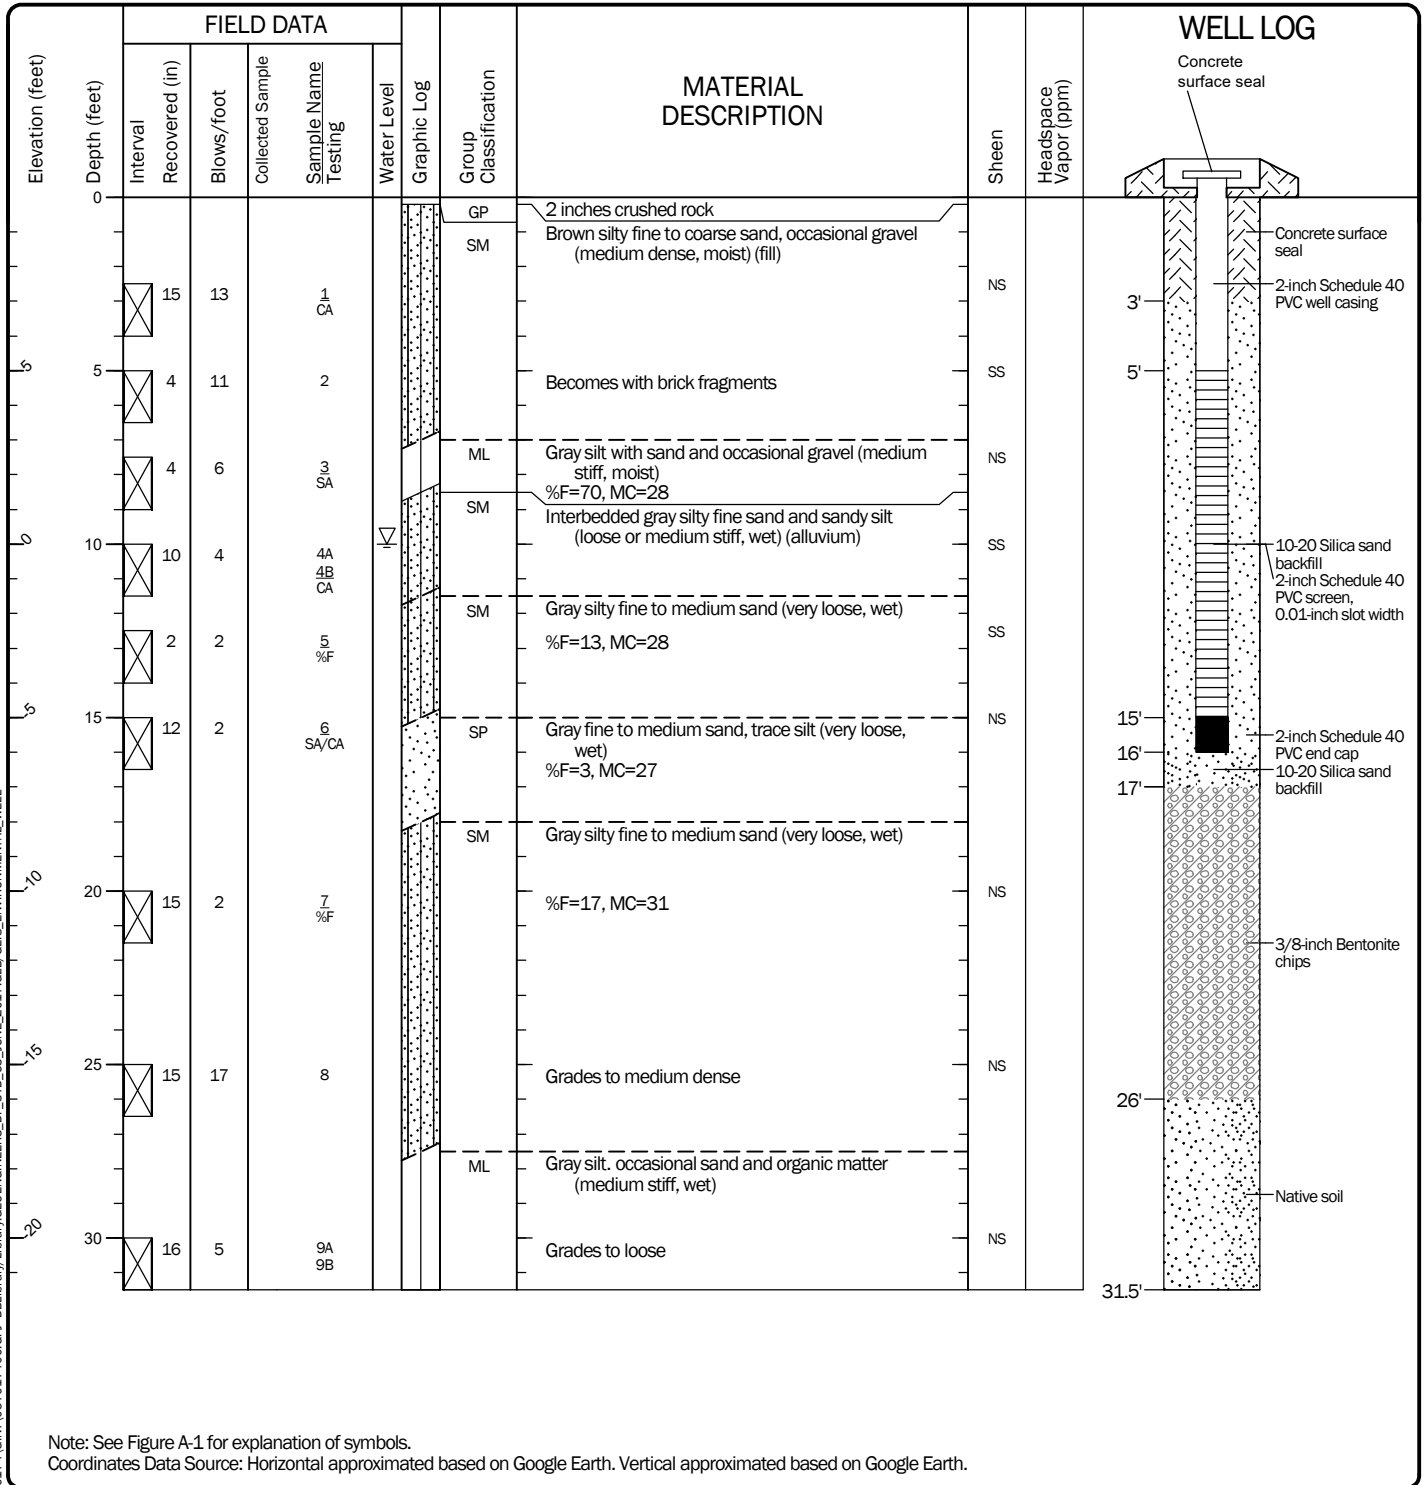 FIELD DATA
WELL LOG
Elevation (feet)
Depth (feet)
Interval
Recovered (in)
Blows/foot
Collected Sample
Sample Name
Testing
Water Level
Graphic Log
Group
Classification
MATERIAL
DESCRIPTION
Sheen
Headspace
Vapor (ppm)
Concrete
surface seal
0
GP
2 inches crushed rock
SM
Brown silty fine to coarse sand, occasional gravel
(medium dense, moist) (fill)
Concrete surface
seal
15 13 1
CA
NS
3'
2-inch Schedule 40
PVC well casing
5
5
4 11 2
Becomes with brick fragments
SS
5'
ML
Gray silt with sand and occasional gravel (medium
stiff, moist)
%F=70, MC=28
4 6 3
SA
NS
SM
Interbedded gray silty fine sand and sandy silt
(loose or medium stiff, wet) (alluvium)
0
10
10 4 4A
4B
CA
SS
10-20 Silica sand
backfill
2-inch Schedule 40
PVC screen,
0.01-inch slot width
SM
Gray silty fine to medium sand (very loose, wet)
2 2 5
%F
%F=13, MC=28
SS
-5
15
12 2 6
SA/CA
SP
Gray fine to medium sand, trace silt (very loose,
wet)
%F=3, MC=27
NS
15'
2-inch Schedule 40
PVC end cap
16'
10-20 Silica sand
backfill
17'
SM
Gray silty fine to medium sand (very loose, wet)
-10
20
15 2 7
%F
%F=17, MC=31
NS
3/8-inch Bentonite
chips
-15
25
15 17 8
Grades to medium dense
NS
26'
ML
Gray silt. occasional sand and organic matter
(medium stiff, wet)
Native soil
-20
30
16 5 9A
9B
Grades to loose
NS
31.5'
Note: See Figure A-1 for explanation of symbols.
Coordinates Data Source: Horizontal approximated based on Google Earth. Vertical approximated based on Google Earth.